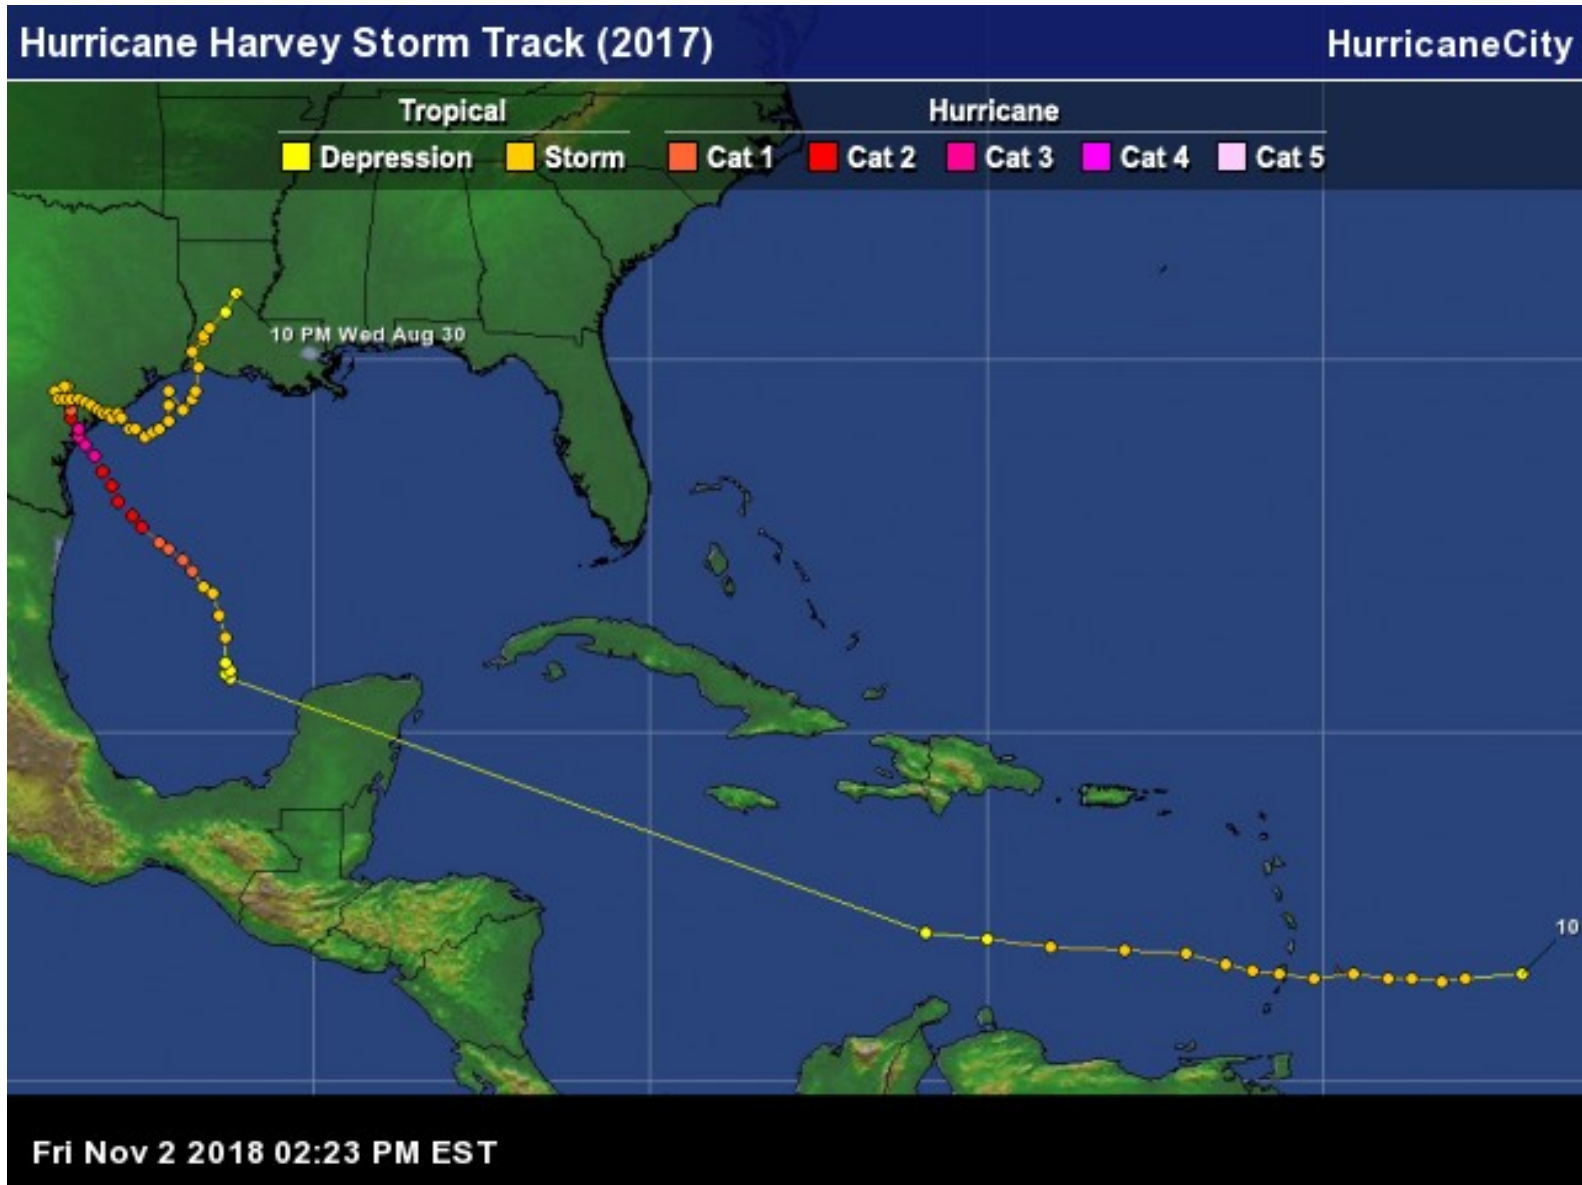 Hurricane Harvey Storm Track (2017)
HurricaneCity
Tropical
Hurricane
Depression Storm Cat 1 Cat 2 Cat 3 Cat 4 Cat 5
10 PM Wed Aug 30
10
Fri Nov 2 2018 02:23 PM EST